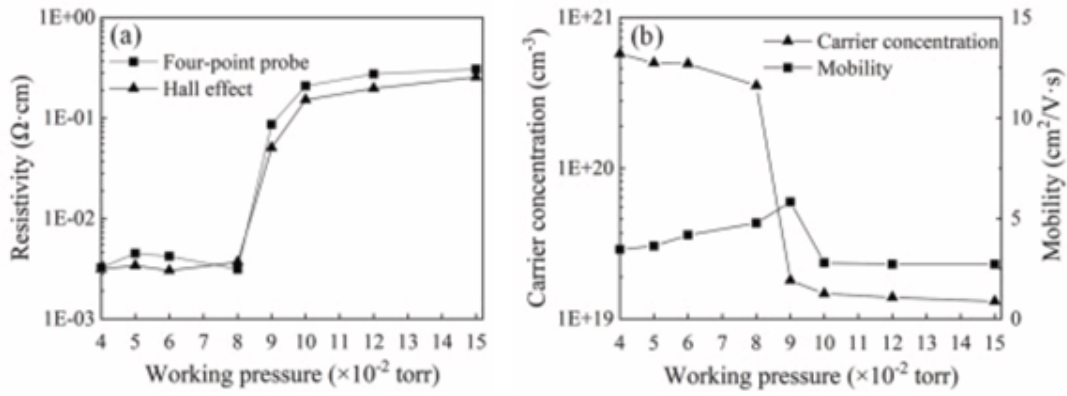 1E+00
(a)
Four-point probe
Hall effect
1E-01
1E-02
1E-03
Resistivity (Ω·cm)
4 5 6 7 8 9 10 11 12 13 14 15
Working pressure (×10⁻² torr)
1E+21
(b)
Carrier concentration
Mobility
1E+20
1E+19
Carrier concentration (cm⁻³)
15
10
5
0
Mobility (cm²/V·s)
4 5 6 7 8 9 10 11 12 13 14 15
Working pressure (×10⁻² torr)